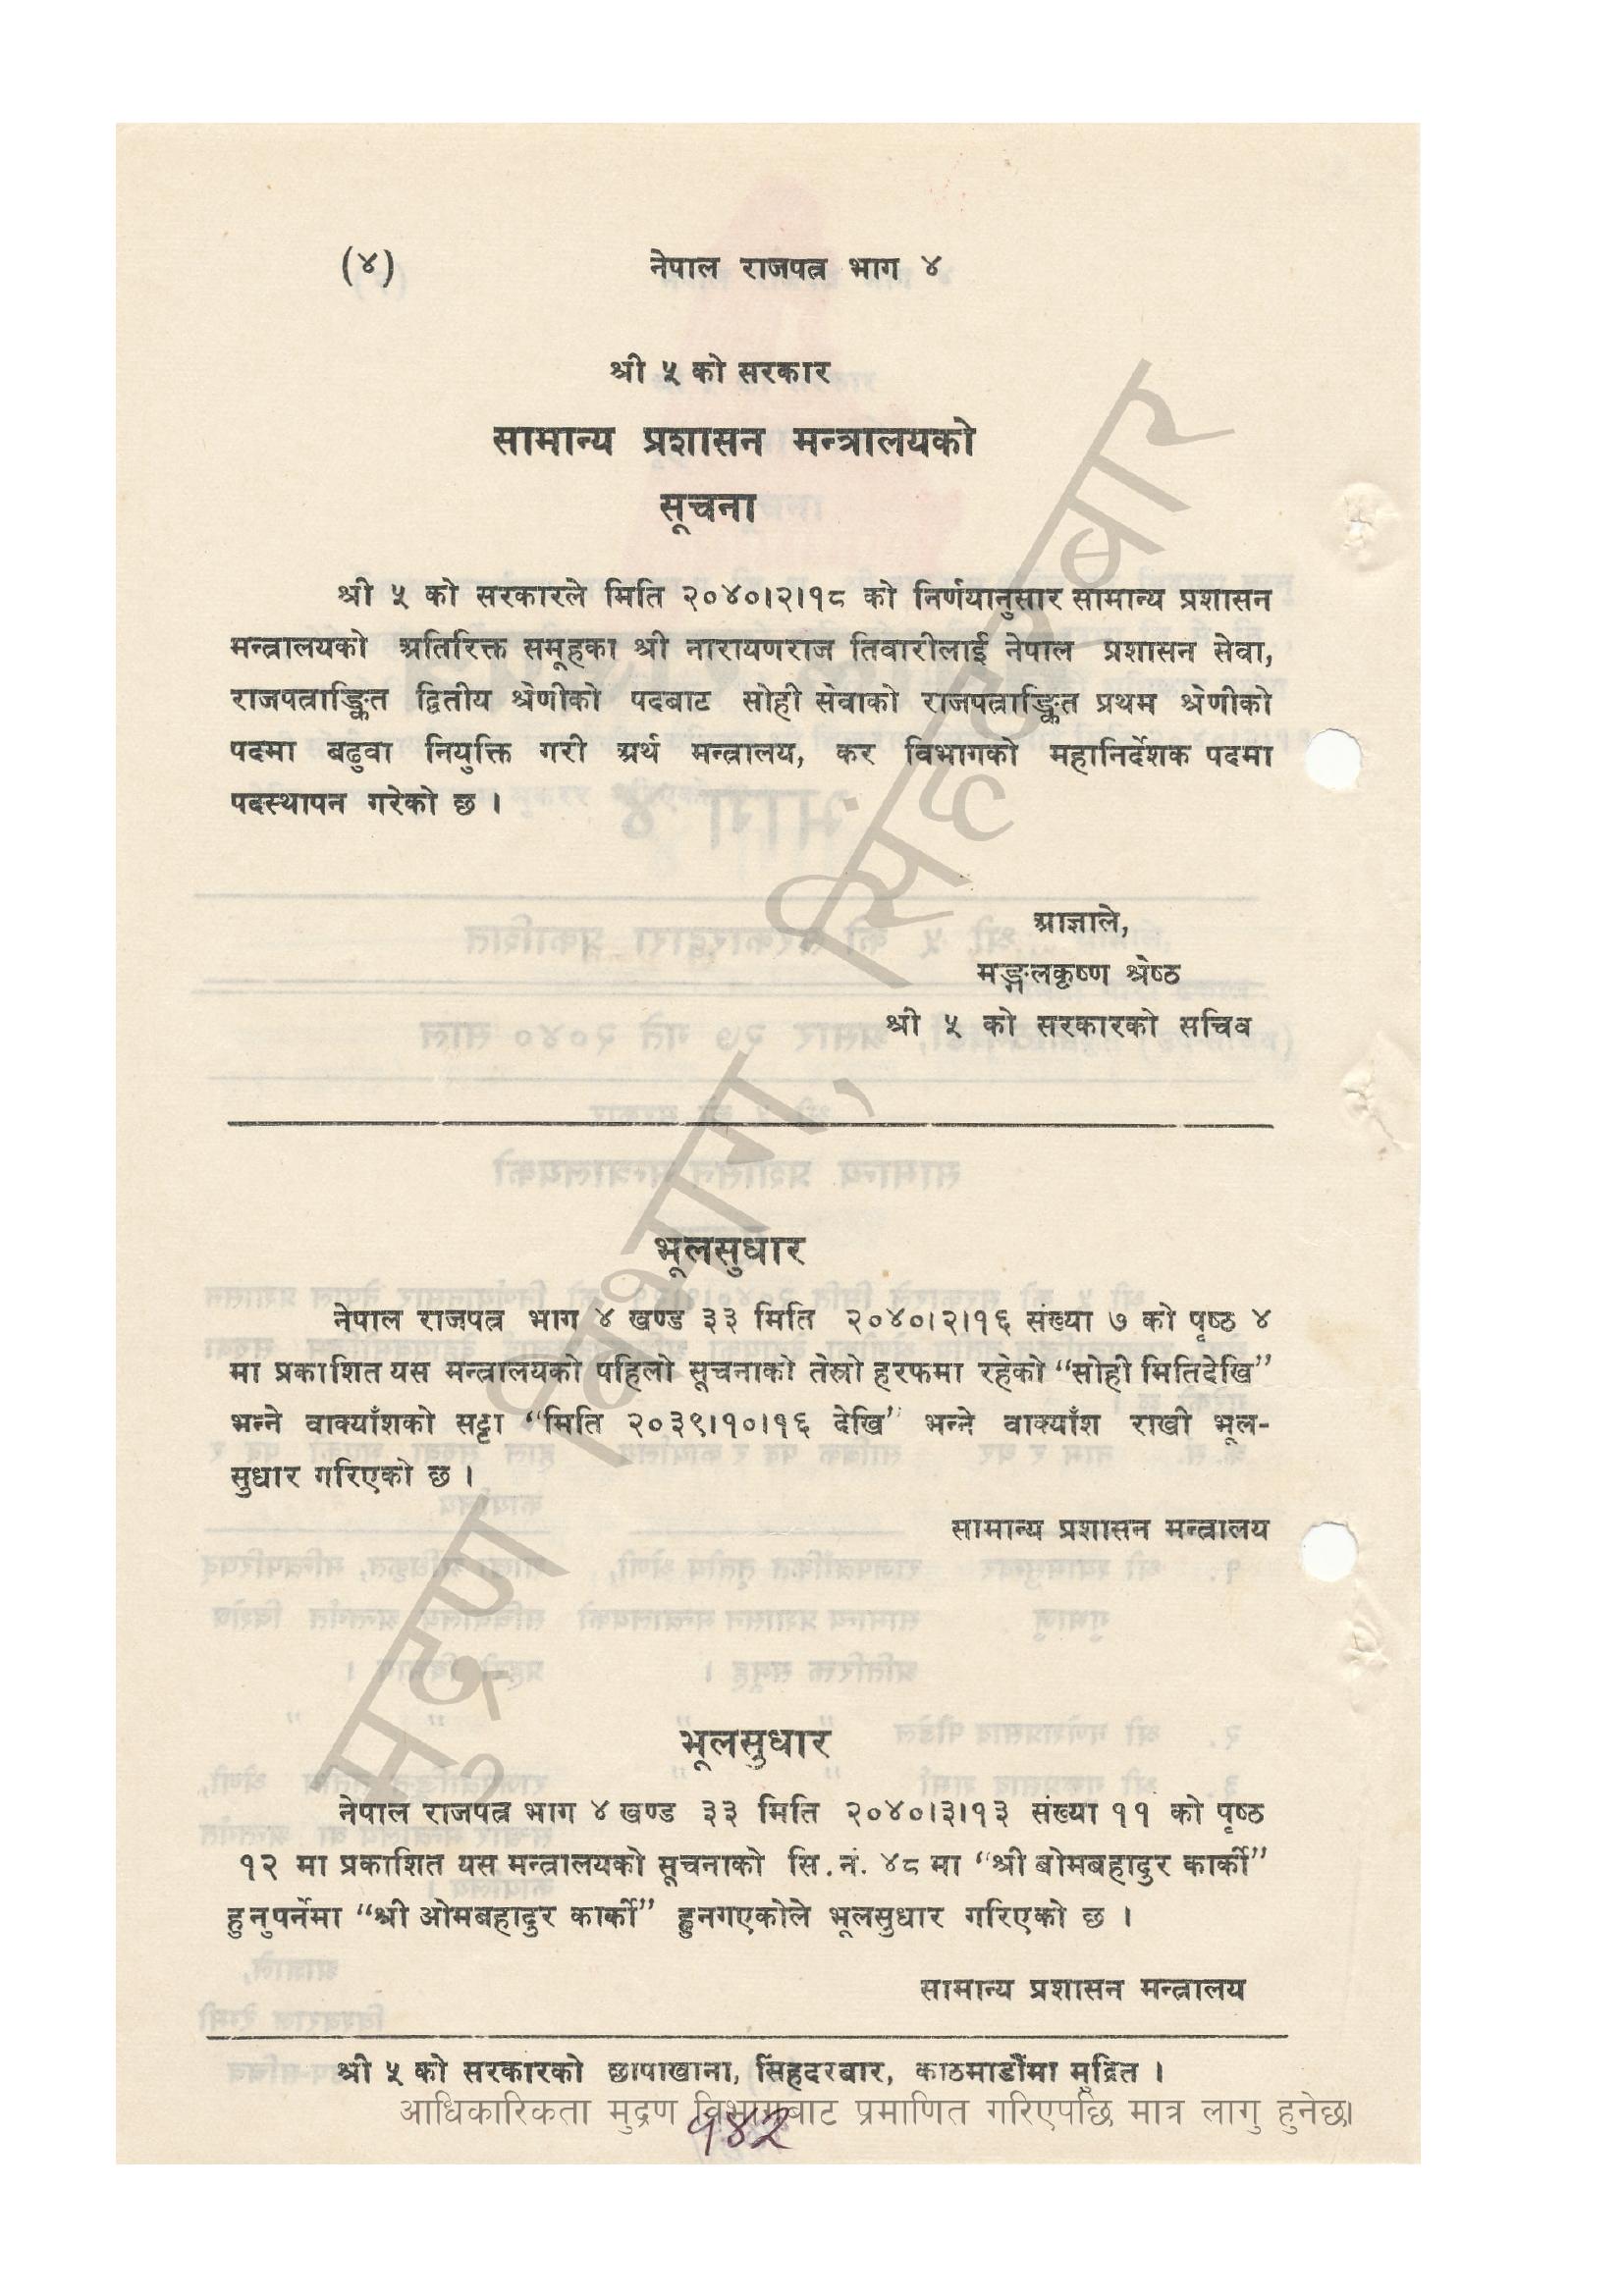 (४) नेपाल राजपत्र भाग ४
श्री ५ को सरकार
सामान्य प्रशासन मन्त्रालयको
सूचना
श्री ५ को सरकारले मिति २०४०।२।१८ को निर्णयानुसार सामान्य प्रशासन
मन्त्रालयको अतिरिक्त समूहका श्री नारायणराज तिवारीलाई नेपाल प्रशासन सेवा,
राजपत्राङ्कित द्वितीय श्रेणीको पदबाट सोही सेवाको राजपत्राङ्कित प्रथम श्रेणीको
पदमा बढुवा नियुक्ति गरी अर्थ मन्त्रालय, कर विभागको महानिर्देशक पदमा
पदस्थापन गरेको छ ।
आज्ञाले,
मङ्गलकृष्ण श्रेष्ठ
श्री ५ को सरकारको सचिव
भूलसुधार
नेपाल राजपत्र भाग ४ खण्ड ३३ मिति २०४०।२।१६ संख्या ७ को पृष्ठ ४
मा प्रकाशित यस मन्त्रालयको पहिलो सूचनाको तेस्रो हरफमा रहेको “सोही मितिदेखि”
भन्ने वाक्याँशको सट्टा “मिति २०३९।१०।१६ देखि” भन्ने वाक्याँश राखी भूल-
सुधार गरिएको छ ।
सामान्य प्रशासन मन्त्रालय
भूलसुधार
नेपाल राजपत्र भाग ४ खण्ड ३३ मिति २०४०।३।१३ संख्या ११ को पृष्ठ
१२ मा प्रकाशित यस मन्त्रालयको सूचनाको सि.नं. ४८ मा “श्री बोमबहादुर कार्की”
हुनुपर्नेमा “श्री ओमबहादुर कार्की” हुनगएकोले भूलसुधार गरिएको छ ।
सामान्य प्रशासन मन्त्रालय
श्री ५ को सरकारको छापाखाना, सिंहदरबार, काठमाडौंमा मुद्रित ।
आधिकारिकता मुद्रण विभागबाट प्रमाणित गरिएपछि मात्र लागु हुनेछ।
१४२
मुद्रण विभाग, सिंहदरबार